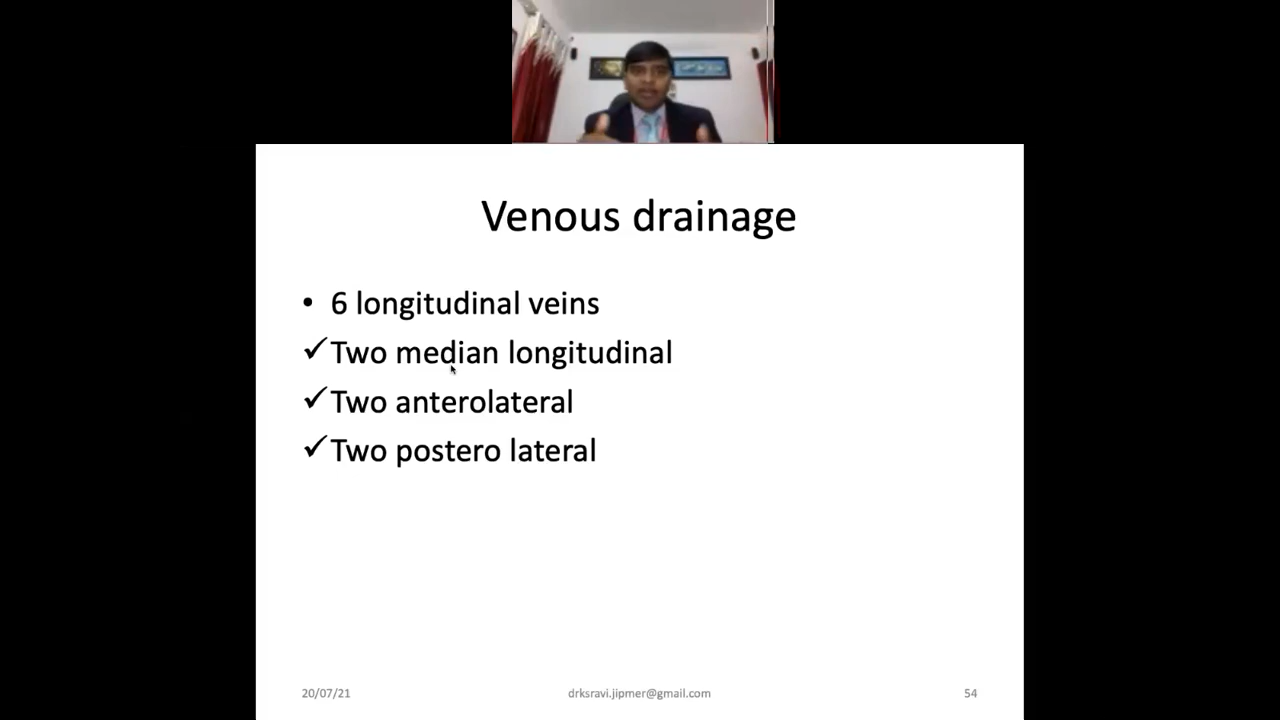 Venous drainage
• 6 longitudinal veins
✓Two median longitudinal
✓Two anterolateral
✓Two postero lateral
20/07/21 drksravi.jipmer@gmail.com 54